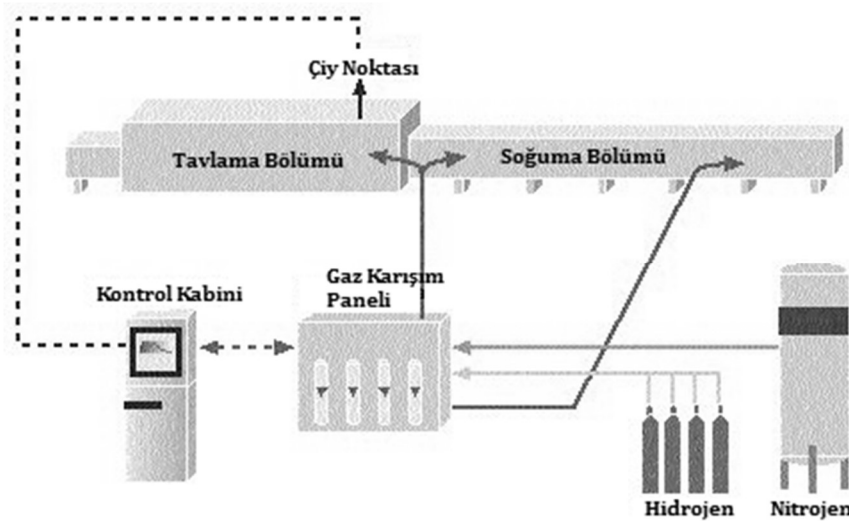 Çiy Noktası
Tavlama Bölümü
Soğuma Bölümü
Gaz Karışım
Paneli
Kontrol Kabini
Hidrojen
Nitrojen